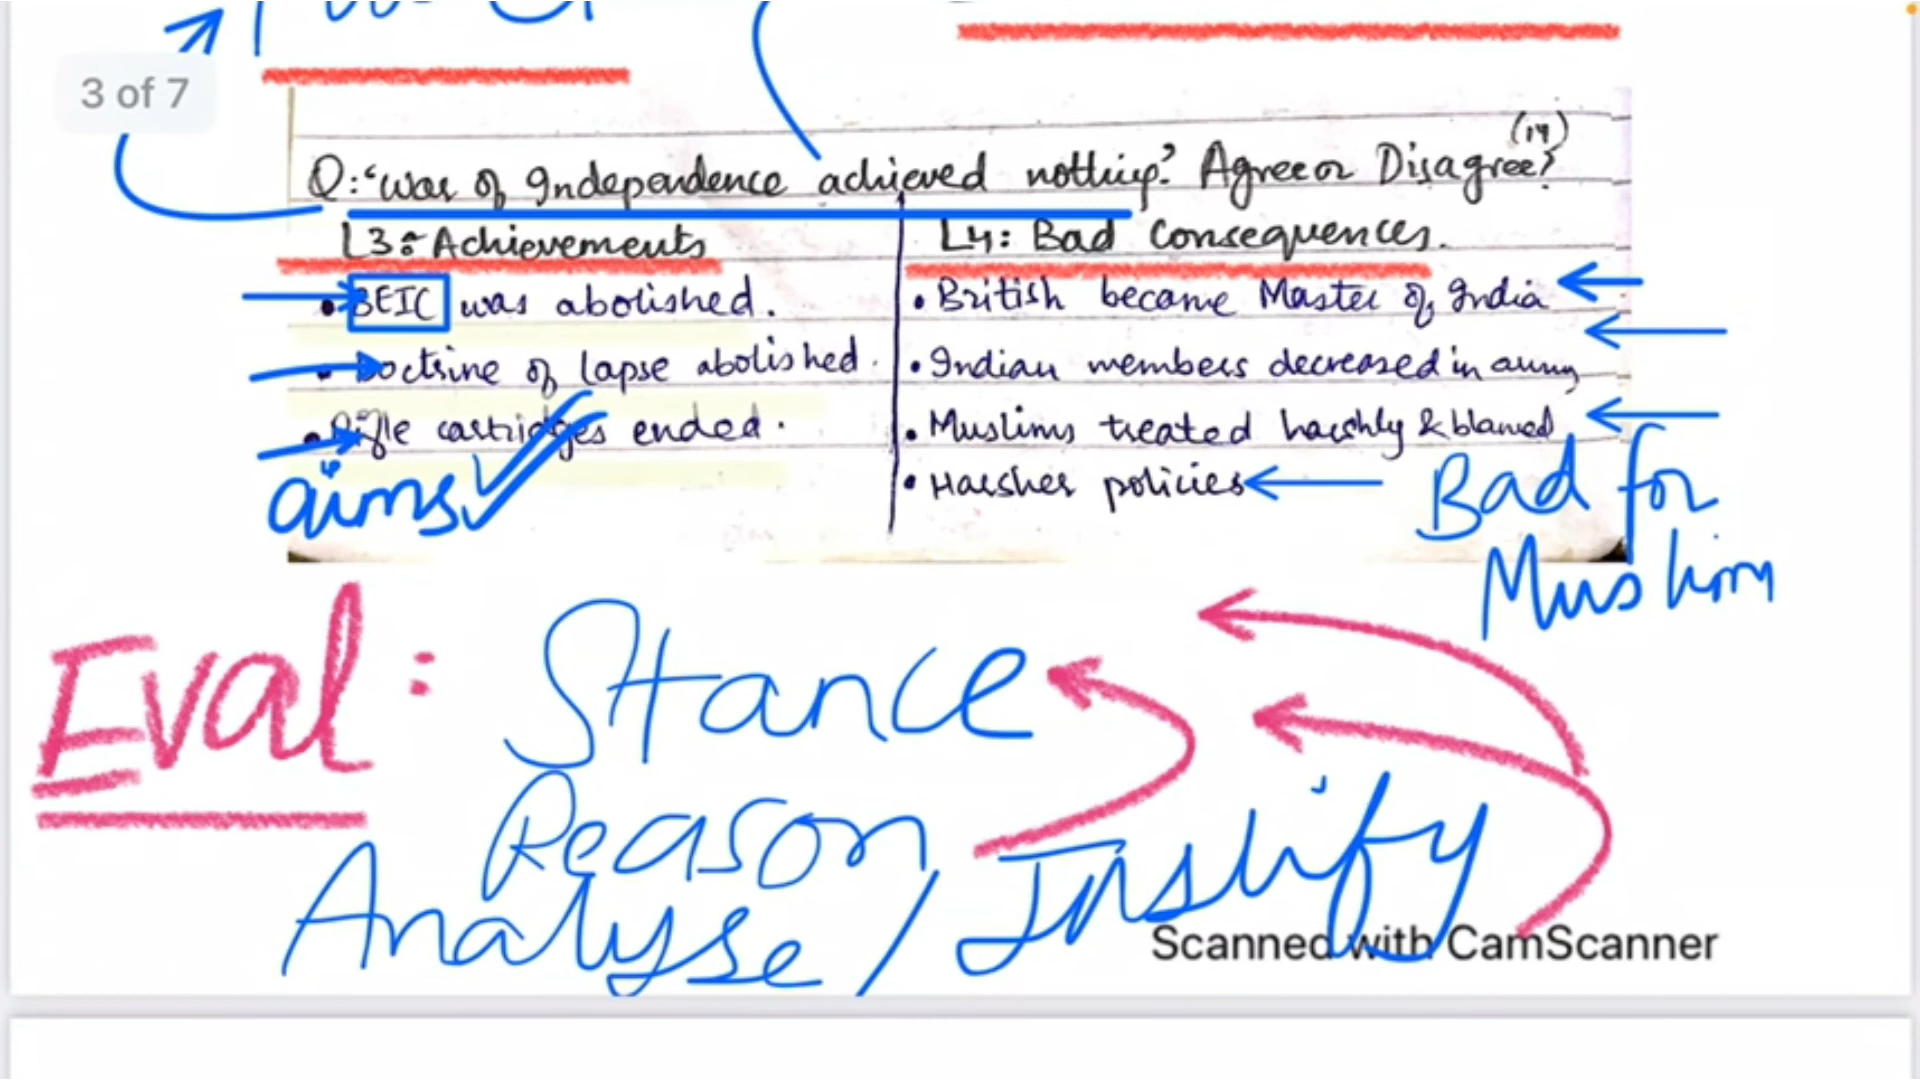 3 of 7
(14)
Q: 'War of Independence achieved nothing.' Agree or Disagree?
L3: Achievements
• BEIC was abolished.
• Doctrine of lapse abolished.
• Rifle cartridges ended.
aims
L4: Bad Consequences.
• British became Master of India
• Indian members decreased in army
• Muslims treated harshly & blamed
• Harsher policies
Bad for
Muslim
Eval: Stance
Reason
Analyse / Justify
Scanned with CamScanner